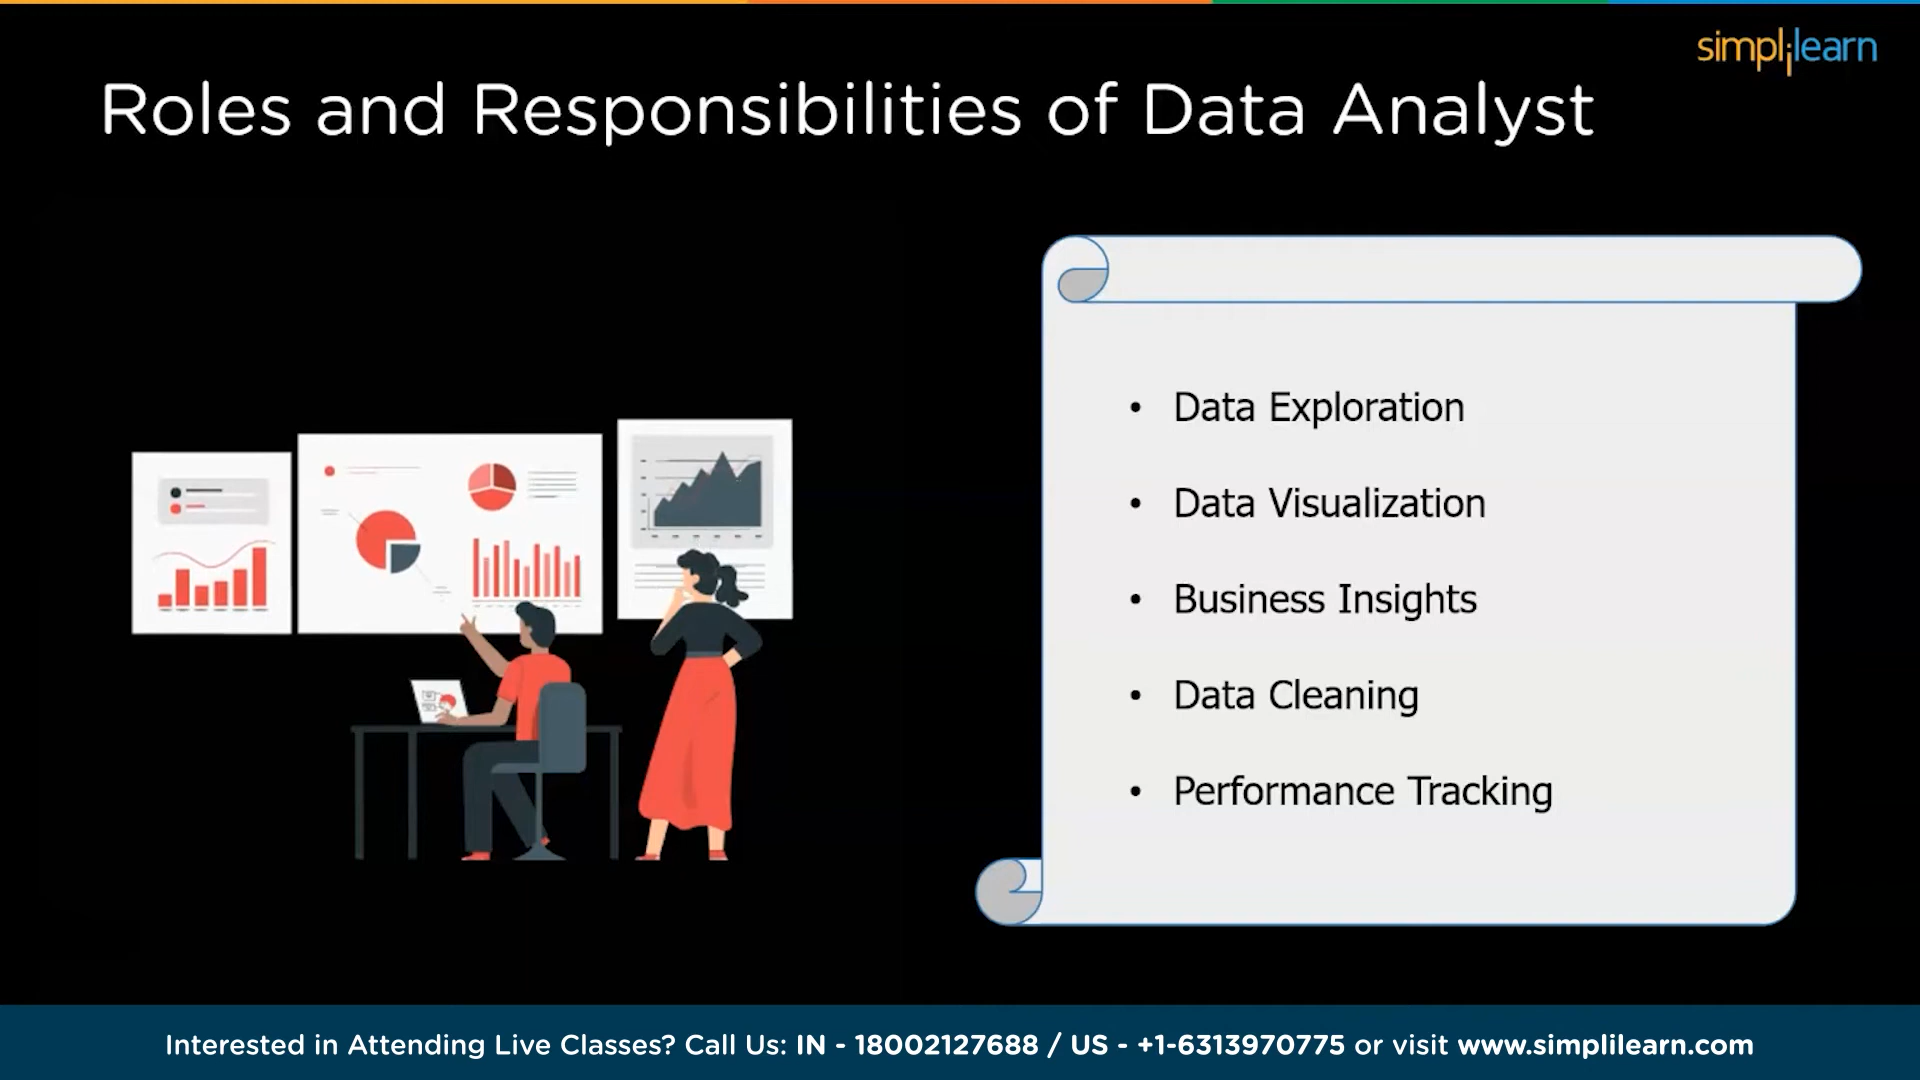 simplilearn
Roles and Responsibilities of Data Analyst
• Data Exploration
• Data Visualization
• Business Insights
• Data Cleaning
• Performance Tracking
Interested in Attending Live Classes? Call Us: IN - 18002127688 / US - +1-6313970775 or visit www.simplilearn.com